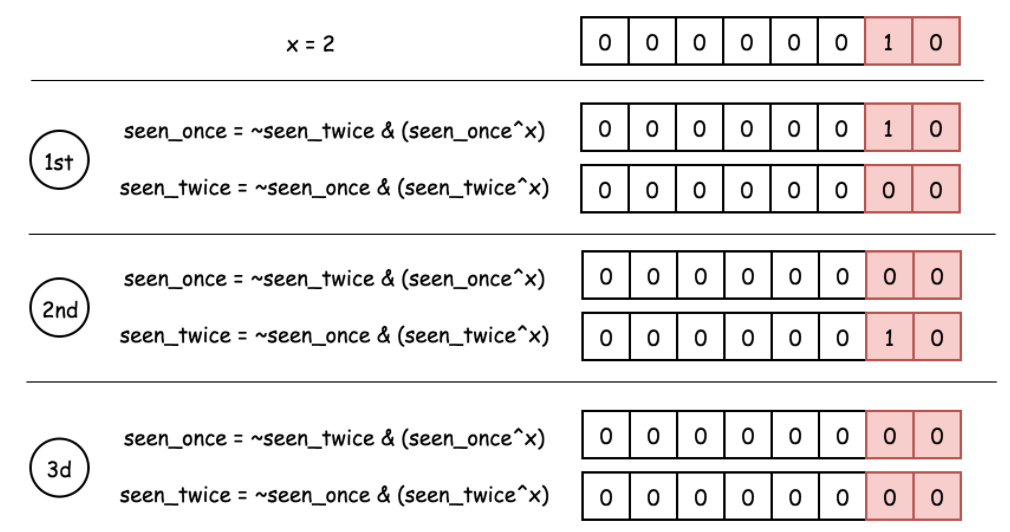 x = 2 0 0 0 0 0 0 1 0
1st
seen_once = ~seen_twice & (seen_once^x) 0 0 0 0 0 0 1 0
seen_twice = ~seen_once & (seen_twice^x) 0 0 0 0 0 0 0 0
2nd
seen_once = ~seen_twice & (seen_once^x) 0 0 0 0 0 0 0 0
seen_twice = ~seen_once & (seen_twice^x) 0 0 0 0 0 0 1 0
3d
seen_once = ~seen_twice & (seen_once^x) 0 0 0 0 0 0 0 0
seen_twice = ~seen_once & (seen_twice^x) 0 0 0 0 0 0 0 0